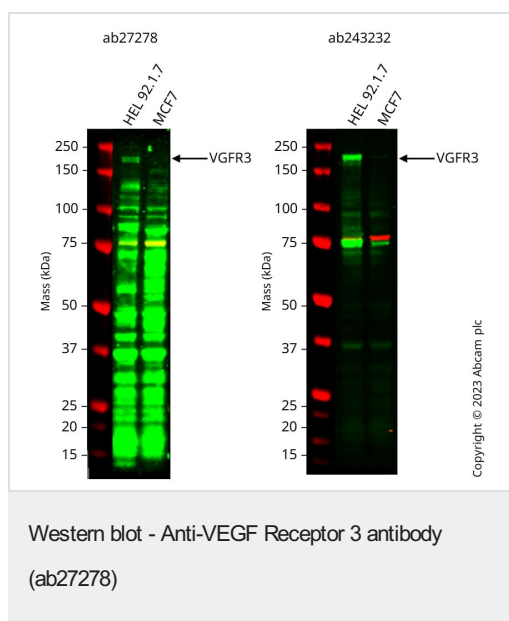 ab27278
ab243232
HEL 92.1.7
MCF7
HEL 92.1.7
MCF7
250
150
100
75
50
37
25
20
15
Mass (kDa)
VGFR3
250
150
100
75
50
37
25
20
15
Mass (kDa)
VGFR3
Copyright © 2023 Abcam plc
Western blot - Anti-VEGF Receptor 3 antibody
(ab27278)